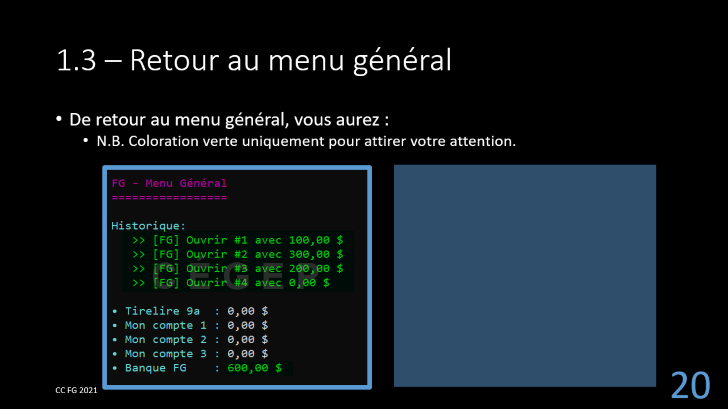 1.3 – Retour au menu général
• De retour au menu général, vous aurez :
• N.B. Coloration verte uniquement pour attirer votre attention.
FG - Menu Général
=================
Historique:
>> [FG] Ouvrir #1 avec 100,00 $
>> [FG] Ouvrir #2 avec 300,00 $
>> [FG] Ouvrir #3 avec 200,00 $
>> [FG] Ouvrir #4 avec 0,00 $
CÉGEP
• Tirelire 9a : 0,00 $
• Mon compte 1 : 0,00 $
• Mon compte 2 : 0,00 $
• Mon compte 3 : 0,00 $
• Banque FG : 600,00 $
CC FG 2021
20